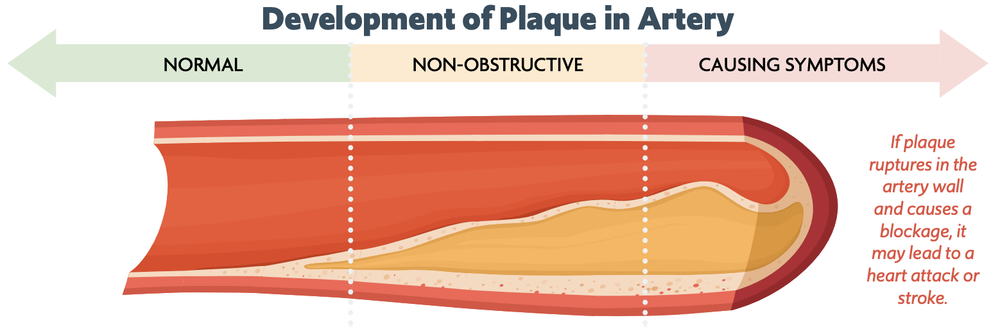 Development of Plaque in Artery
NORMAL
NON-OBSTRUCTIVE
CAUSING SYMPTOMS
If plaque
ruptures in the
artery wall
and causes a
blockage, it
may lead to a
heart attack or
stroke.